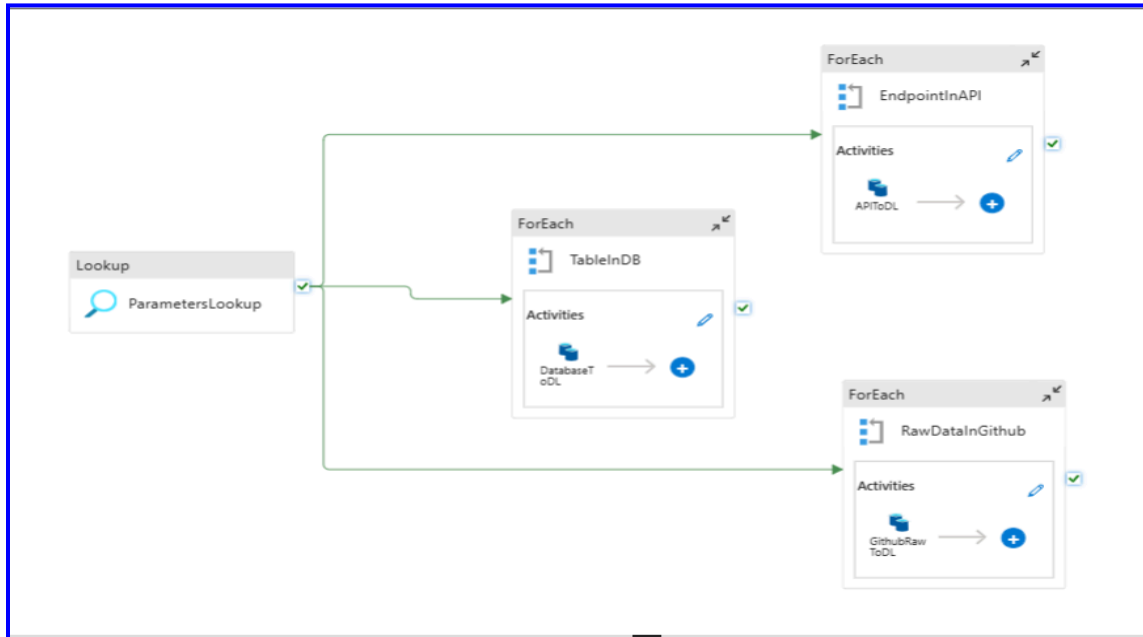 ForEach
EndpointInAPI
Activities
APIToDL
ForEach
TableInDB
Activities
DatabaseT
oDL
Lookup
ParametersLookup
ForEach
RawDataInGithub
Activities
GithubRaw
ToDL